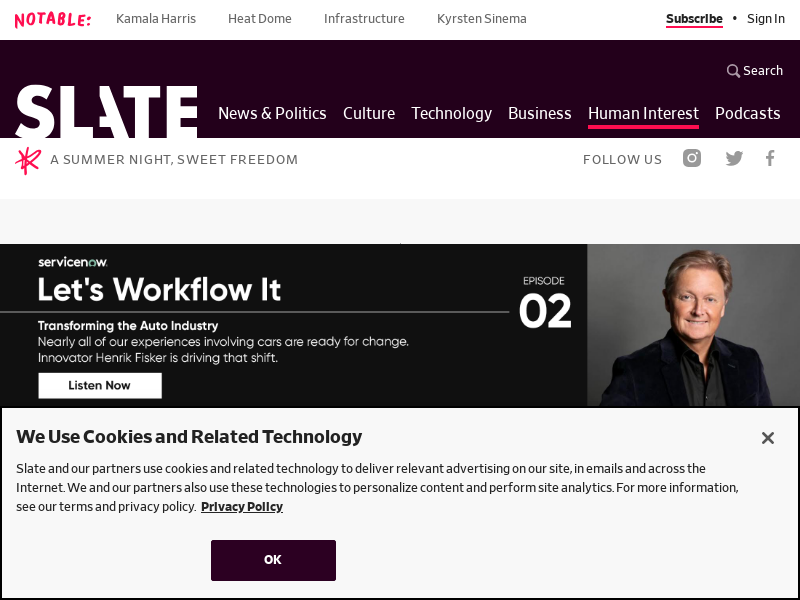 NOTABLE:
Kamala Harris
Heat Dome
Infrastructure
Kyrsten Sinema
Subscribe • Sign In
Search
SLATE
News & Politics
Culture
Technology
Business
Human Interest
Podcasts
A SUMMER NIGHT, SWEET FREEDOM
FOLLOW US
servicenow.
Let's Workflow It
EPISODE
02
Transforming the Auto Industry
Nearly all of our experiences involving cars are ready for change.
Innovator Henrik Fisker is driving that shift.
Listen Now
We Use Cookies and Related Technology
Slate and our partners use cookies and related technology to deliver relevant advertising on our site, in emails and across the
Internet. We and our partners also use these technologies to personalize content and perform site analytics. For more information,
see our terms and privacy policy. Privacy Policy
OK